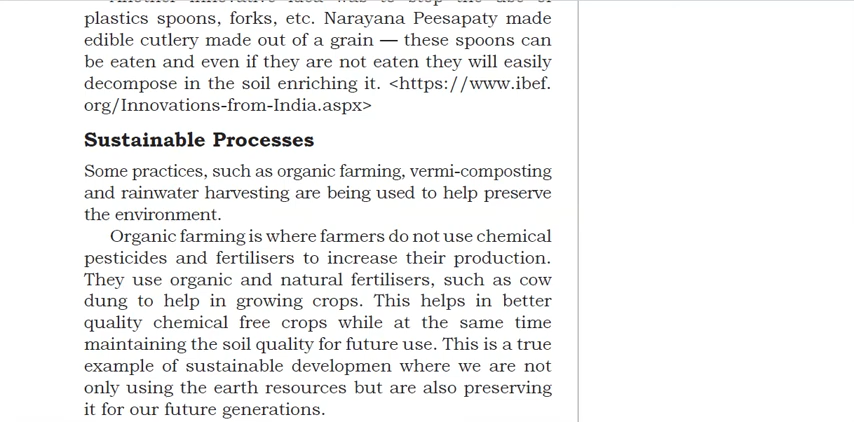 plastics spoons, forks, etc. Narayana Peesapaty made
edible cutlery made out of a grain — these spoons can
be eaten and even if they are not eaten they will easily
decompose in the soil enriching it. <https://www.ibef.
org/Innovations-from-India.aspx>
Sustainable Processes
Some practices, such as organic farming, vermi-composting
and rainwater harvesting are being used to help preserve
the environment.
Organic farming is where farmers do not use chemical
pesticides and fertilisers to increase their production.
They use organic and natural fertilisers, such as cow
dung to help in growing crops. This helps in better
quality chemical free crops while at the same time
maintaining the soil quality for future use. This is a true
example of sustainable developmen where we are not
only using the earth resources but are also preserving
it for our future generations.